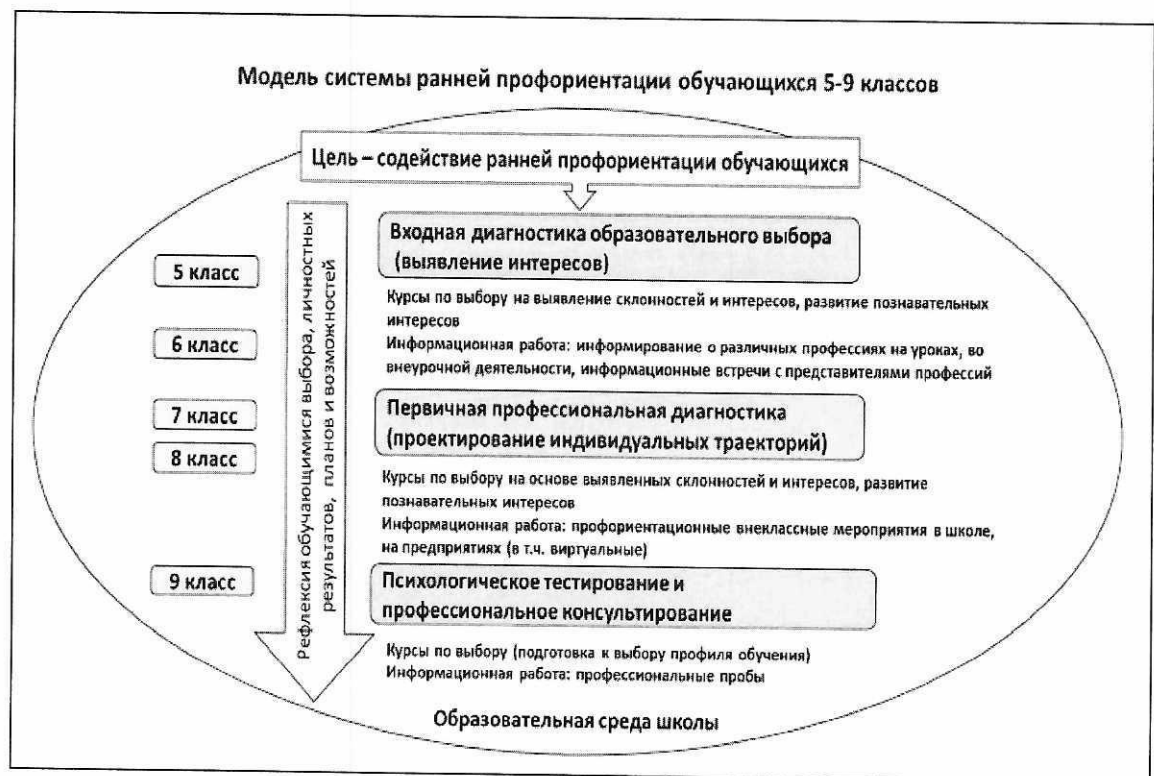 Модель системы ранней профориентации обучающихся 5-9 классов
Цель – содействие ранней профориентации обучающихся
Рефлексия обучающимися выбора, личностных
результатов, планов и возможностей
5 класс
Входная диагностика образовательного выбора
(выявление интересов)
Курсы по выбору на выявление склонностей и интересов, развитие познавательных
интересов
6 класс
Информационная работа: информирование о различных профессиях на уроках, во
внеурочной деятельности, информационные встречи с представителями профессий
7 класс
8 класс
Первичная профессиональная диагностика
(проектирование индивидуальных траекторий)
Курсы по выбору на основе выявленных склонностей и интересов, развитие
познавательных интересов
Информационная работа: профориентационные внеклассные мероприятия в школе,
на предприятиях (в т.ч. виртуальные)
9 класс
Психологическое тестирование и
профессиональное консультирование
Курсы по выбору (подготовка к выбору профиля обучения)
Информационная работа: профессиональные пробы
Образовательная среда школы